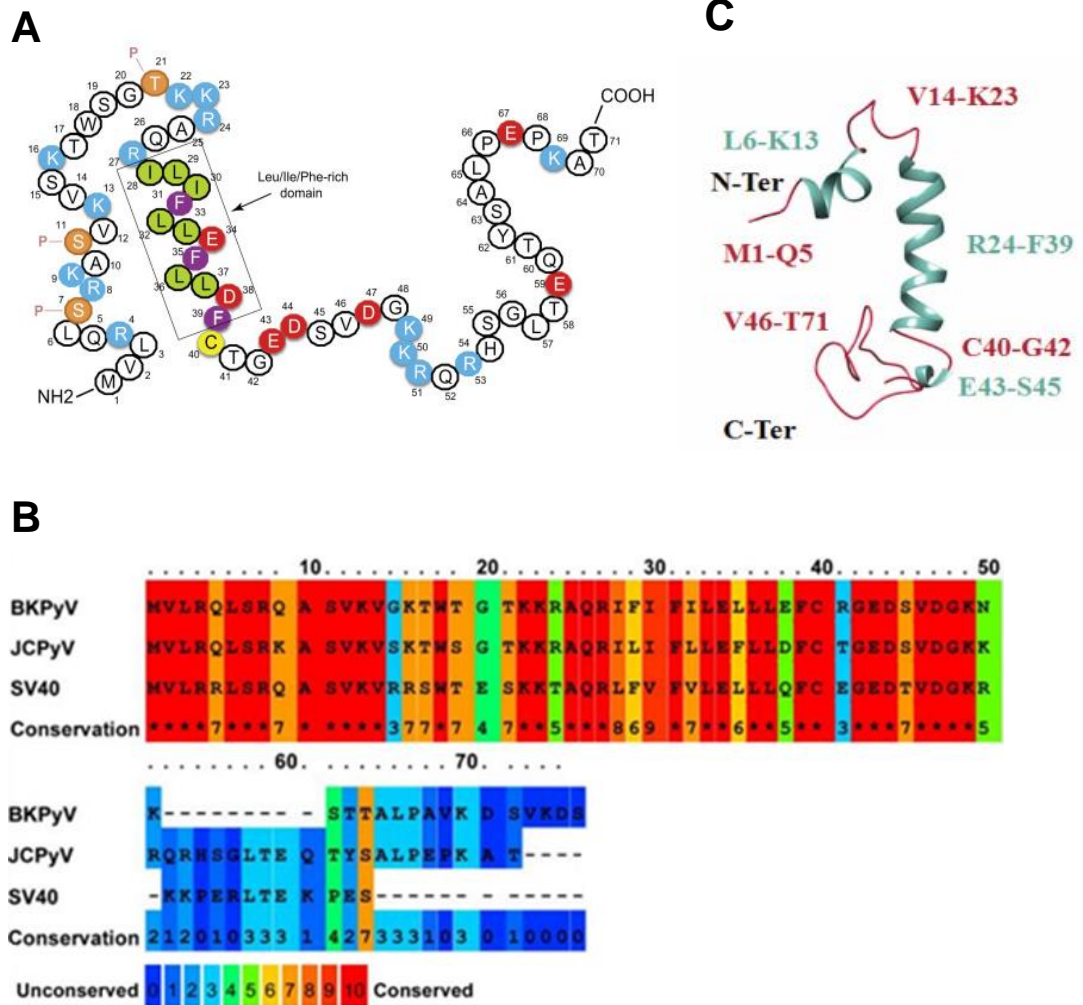 A
NH2
M V L R Q L S R K A S V K V S K T W S G T K K R A Q R I L I F L L E F L L D F C T G E D S V D G K K R Q R H S G L T E Q T Y S A L P E P K A T
COOH
1 2 3 4 5 6 7 8 9 10 11 12 13 14 15 16 17 18 19 20 21 22 23 24 25 26 27 28 29 30 31 32 33 34 35 36 37 38 39 40 41 42 43 44 45 46 47 48 49 50 51 52 53 54 55 56 57 58 59 60 61 62 63 64 65 66 67 68 69 70 71
P
P
P
Leu/Ile/Phe-rich
domain
C
V14-K23
L6-K13
N-Ter
M1-Q5
R24-F39
V46-T71
C40-G42
E43-S45
C-Ter
B
. . . . . . . . . 10 . . . . . . . . . 20 . . . . . . . . . 30 . . . . . . . . . 40 . . . . . . . . . 50
BKPyV MVLRQLSRQ A SVKVGKTWT G TKKRAQRIFI FILELLLEFC RGEDSVDGKN
JCPyV MVLRQLSRK A SVKVSKTWS G TKKRAQRILI FLLEFLLDFC TGEDSVDGKK
SV40 MVLRRLSRQ A SVKVRRSWT E SKKTAQRLFV FVLELLLQFC EGEDTVDGKR
Conservation ****7***7 * ****377*7 4 7**5***869 *7**6**5** 3***7****5
. . . . . . . . . 60 . . . . . . . . . 70 . . . . .
BKPyV K-------- - STTALPAVK D SVKDS
JCPyV RQRHSGLTE Q TYSALPEPK A T----
SV40 -KKPERLTE K PES------ - -----
Conservation 212010333 1 427333103 0 10000
Unconserved 0 1 2 3 4 5 6 7 8 9 10 Conserved